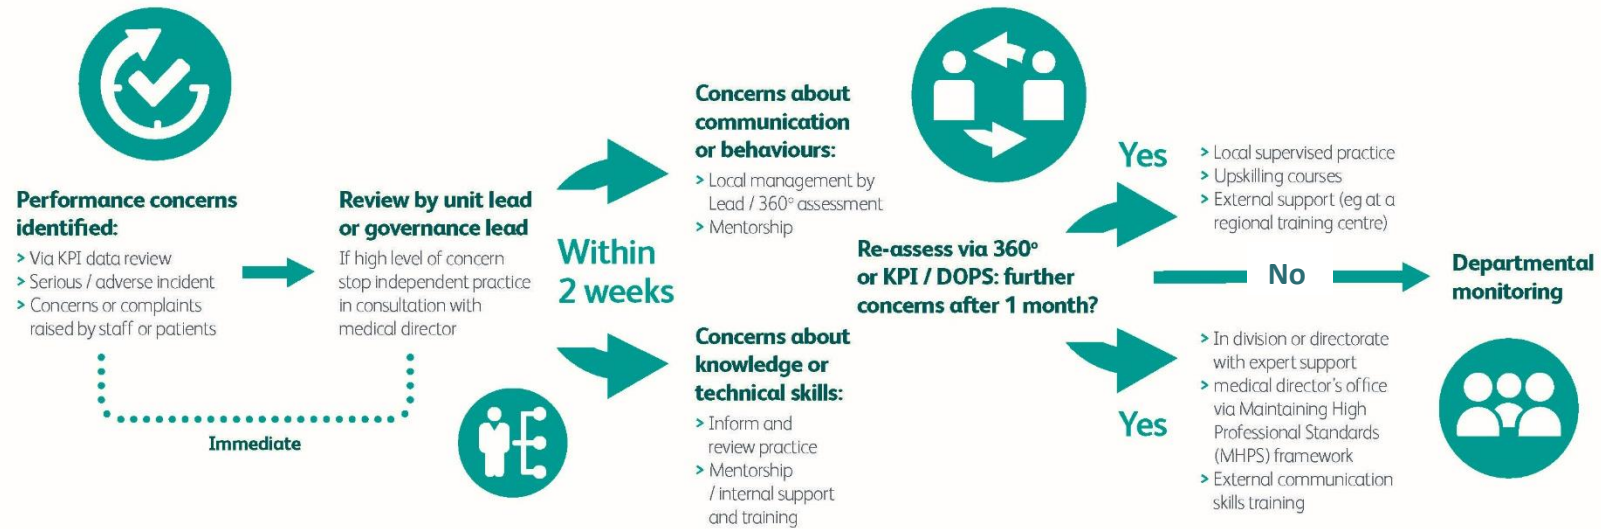 Performance concerns
identified:
> Via KPI data review
> Serious / adverse incident
> Concerns or complaints
raised by staff or patients
Immediate
Review by unit lead
or governance lead
If high level of concern
stop independent practice
in consultation with
medical director
Within
2 weeks
Concerns about
communication
or behaviours:
> Local management by
Lead / 360° assessment
> Mentorship
Concerns about
knowledge or
technical skills:
> Inform and
review practice
> Mentorship
/ internal support
and training
Re-assess via 360°
or KPI / DOPS: further
concerns after 1 month?
Yes
> Local supervised practice
> Upskilling courses
> External support (eg at a
regional training centre)
No
Departmental
monitoring
Yes
> In division or directorate
with expert support
> medical director's office
via Maintaining High
Professional Standards
(MHPS) framework
> External communication
skills training